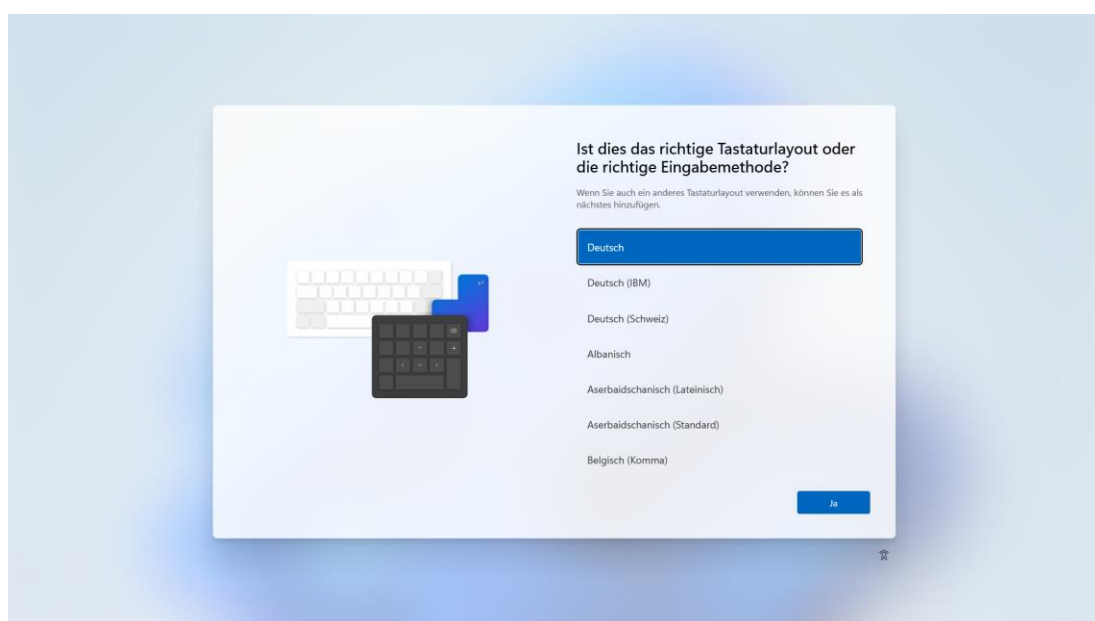 Ist dies das richtige Tastaturlayout oder
die richtige Eingabemethode?
Wenn Sie auch ein anderes Tastaturlayout verwenden, können Sie es als
nächstes hinzufügen.
Deutsch
Deutsch (IBM)
Deutsch (Schweiz)
Albanisch
Aserbaidschanisch (Lateinisch)
Aserbaidschanisch (Standard)
Belgisch (Komma)
Ja